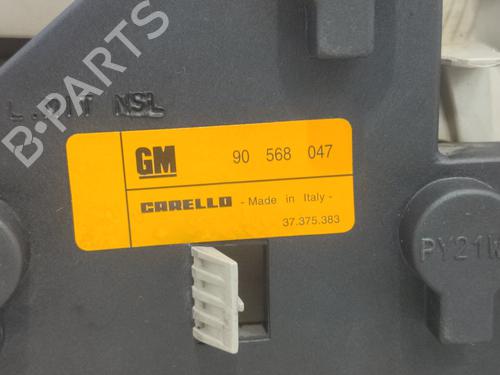 NSL
GM 90 568 047
CARELLO - Made in Italy -
37.375.383
PY21W
B-PARTS